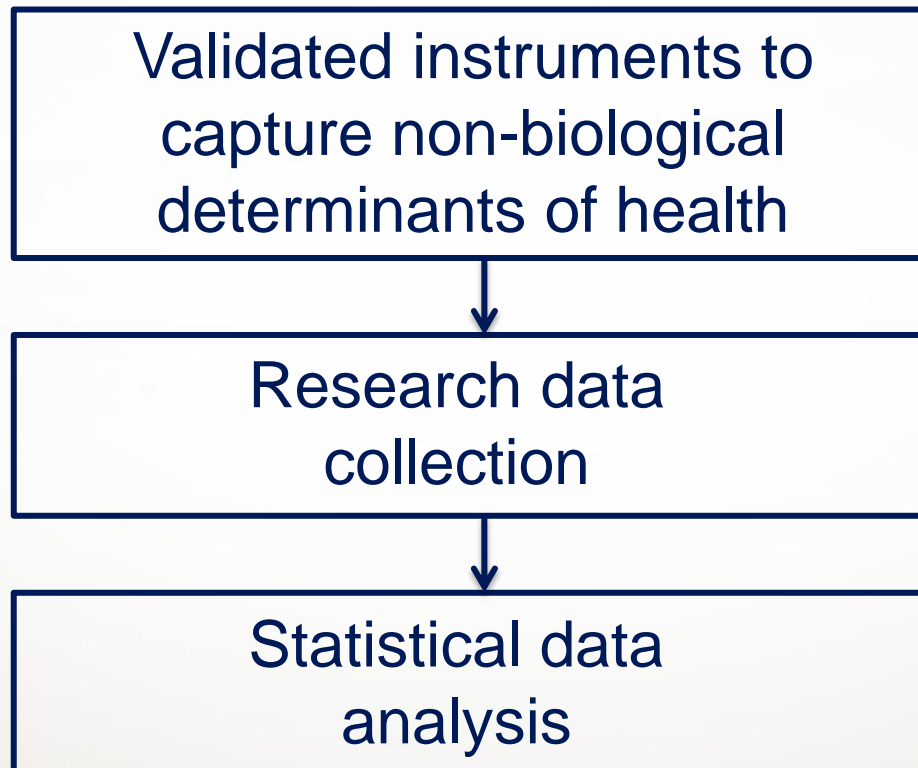 Validated instruments to
capture non-biological
determinants of health
Research data
collection
Statistical data
analysis